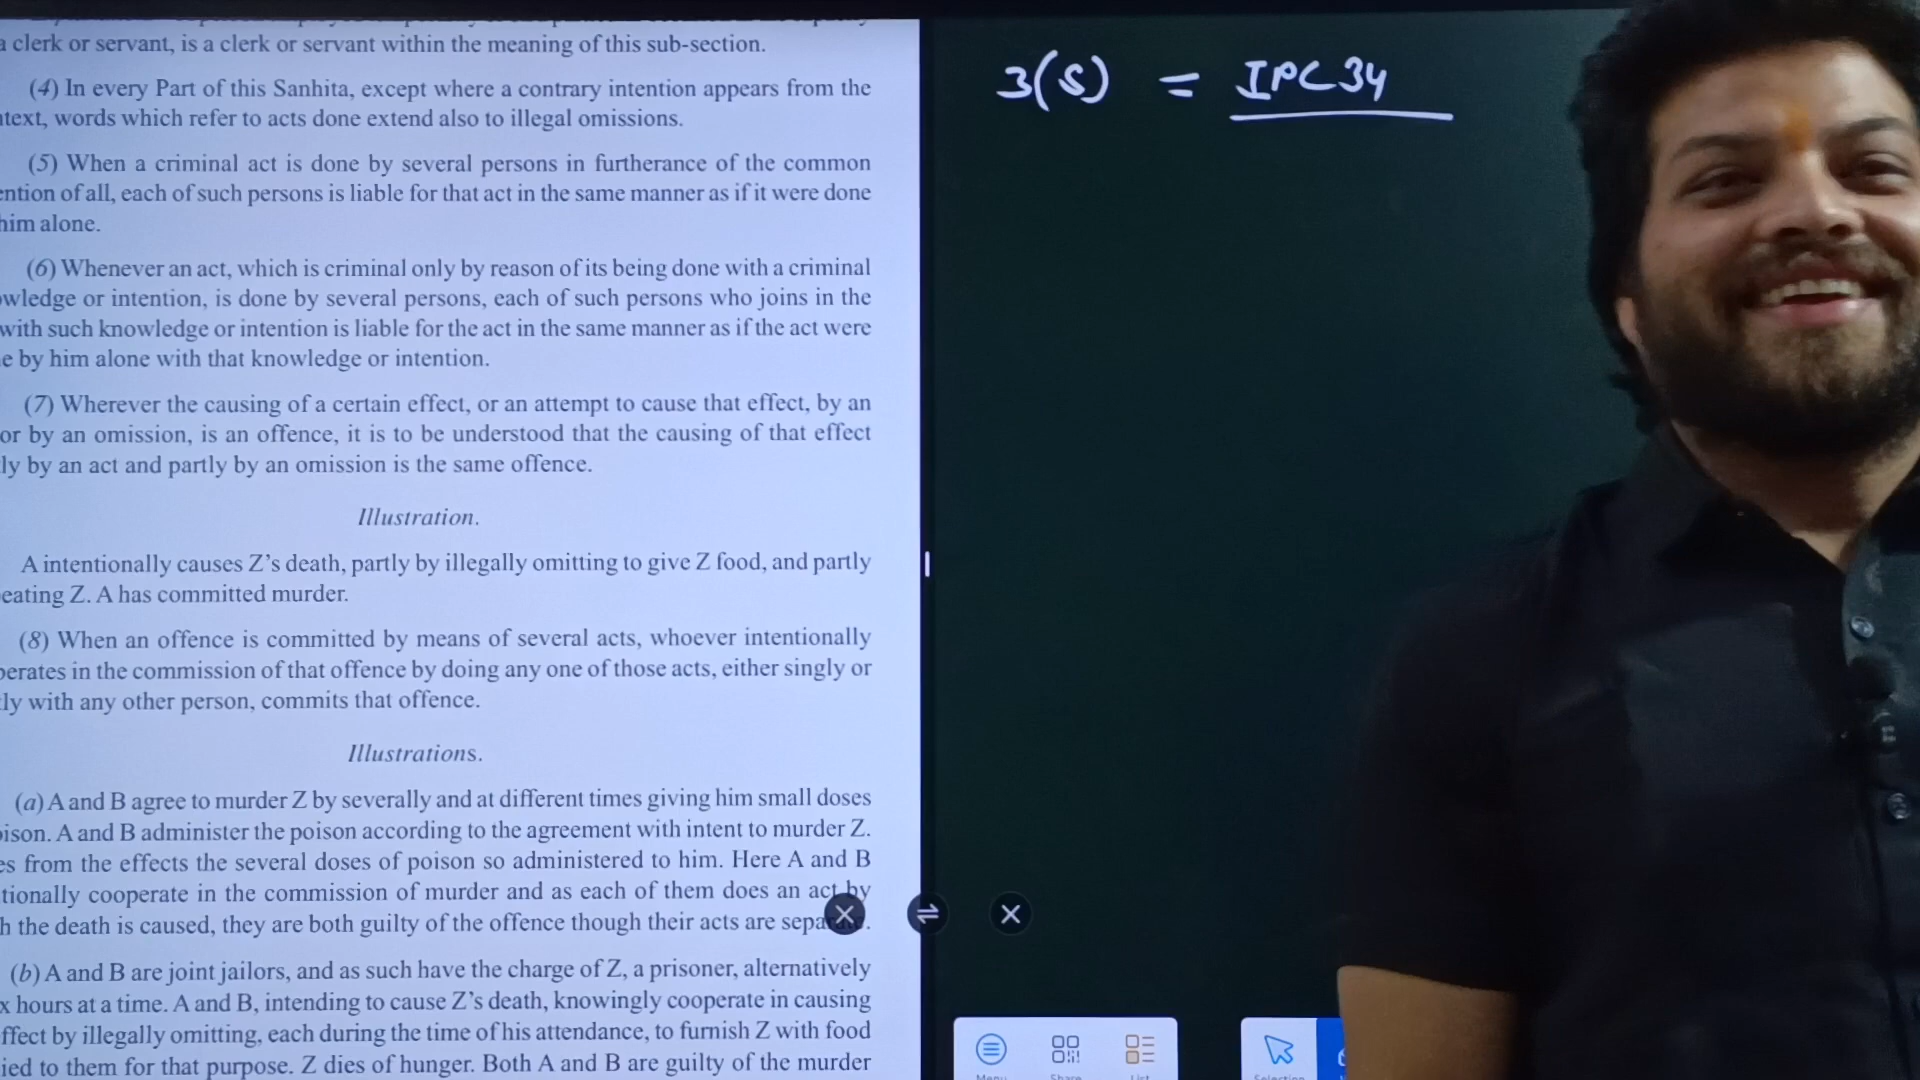 a clerk or servant, is a clerk or servant within the meaning of this sub-section.
(4) In every Part of this Sanhita, except where a contrary intention appears from the
text, words which refer to acts done extend also to illegal omissions.
(5) When a criminal act is done by several persons in furtherance of the common
ention of all, each of such persons is liable for that act in the same manner as if it were done
him alone.
(6) Whenever an act, which is criminal only by reason of its being done with a criminal
wledge or intention, is done by several persons, each of such persons who joins in the
with such knowledge or intention is liable for the act in the same manner as if the act were
e by him alone with that knowledge or intention.
(7) Wherever the causing of a certain effect, or an attempt to cause that effect, by an
or by an omission, is an offence, it is to be understood that the causing of that effect
ly by an act and partly by an omission is the same offence.
Illustration.
A intentionally causes Z’s death, partly by illegally omitting to give Z food, and partly
eating Z. A has committed murder.
(8) When an offence is committed by means of several acts, whoever intentionally
perates in the commission of that offence by doing any one of those acts, either singly or
ly with any other person, commits that offence.
Illustrations.
(a) A and B agree to murder Z by severally and at different times giving him small doses
oison. A and B administer the poison according to the agreement with intent to murder Z.
es from the effects the several doses of poison so administered to him. Here A and B
tionally cooperate in the commission of murder and as each of them does an act by
h the death is caused, they are both guilty of the offence though their acts are separate.
(b) A and B are joint jailors, and as such have the charge of Z, a prisoner, alternatively
x hours at a time. A and B, intending to cause Z’s death, knowingly cooperate in causing
ffect by illegally omitting, each during the time of his attendance, to furnish Z with food
ied to them for that purpose. Z dies of hunger. Both A and B are guilty of the murder
3(5) = IPC 34
Menu Share List Selection